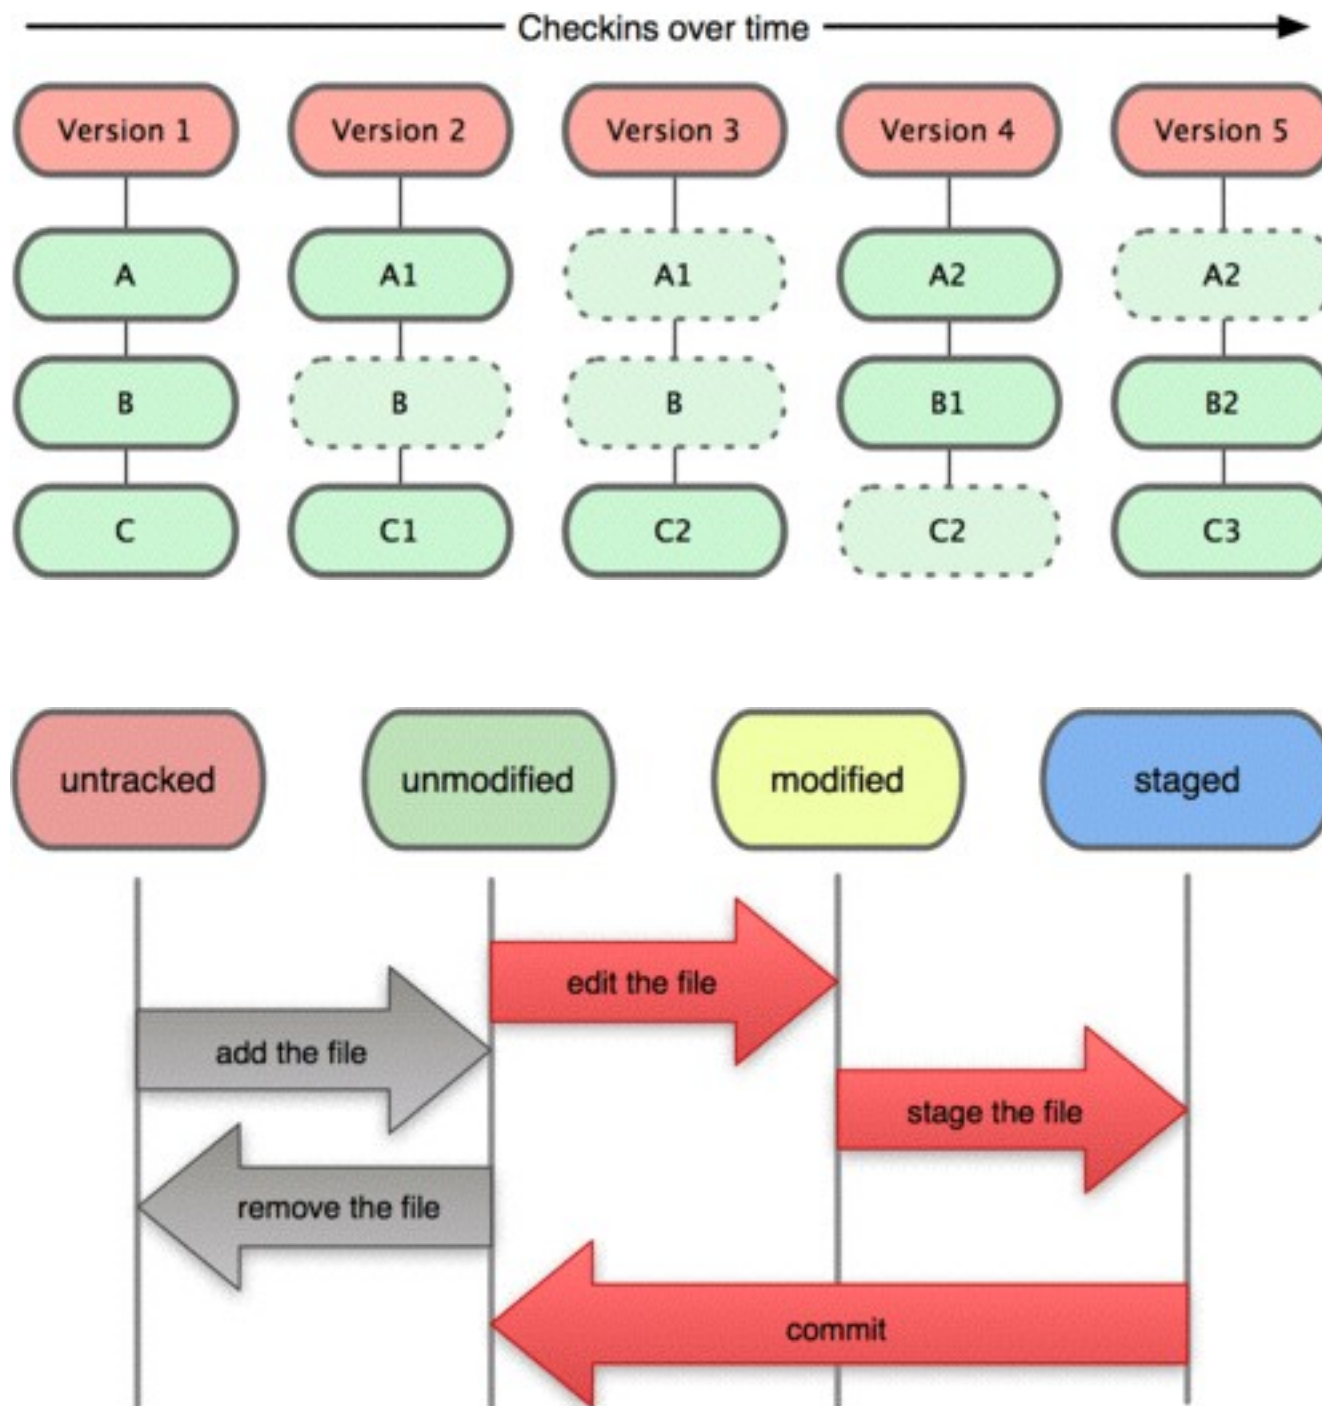 Checkins over time
Version 1 Version 2 Version 3 Version 4 Version 5
A A1 A1 A2 A2
B B B B1 B2
C C1 C2 C2 C3
untracked unmodified modified staged
edit the file
add the file
stage the file
remove the file
commit